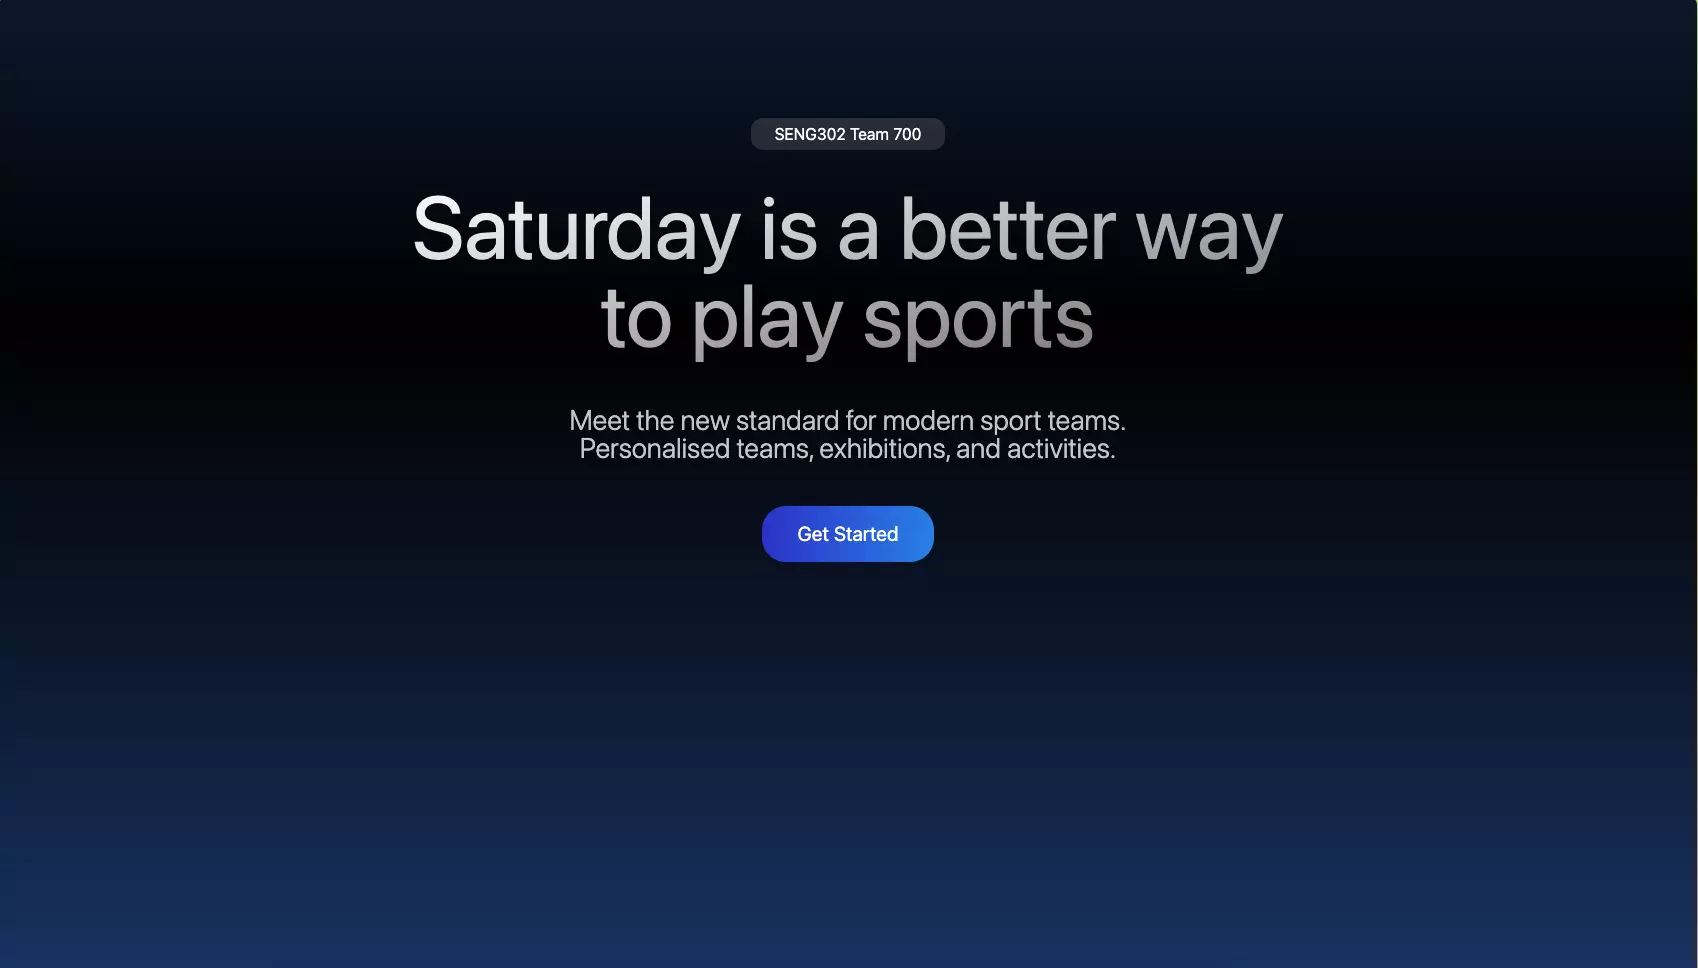 SENG302 Team 700
Saturday is a better way
to play sports
Meet the new standard for modern sport teams.
Personalised teams, exhibitions, and activities.
Get Started